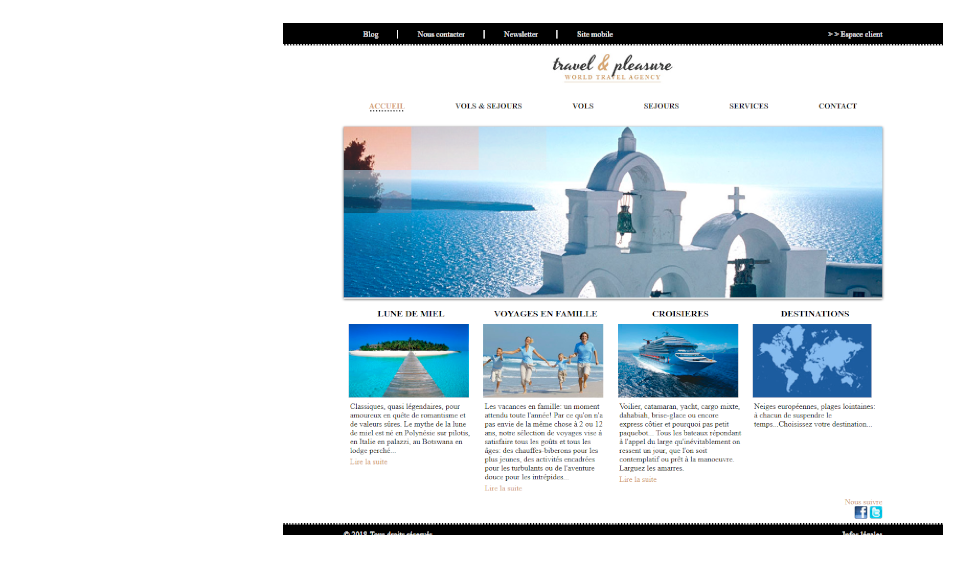 Blog | Nous contacter | Newsletter | Site mobile
>> Espace client
travel & pleasure
WORLD TRAVEL AGENCY
ACCUEIL
VOLS & SEJOURS
VOLS
SEJOURS
SERVICES
CONTACT
LUNE DE MIEL
Classiques, quasi légendaires, pour
amoureux en quête de romantisme et
de valeurs sûres. Le mythe de la lune
de miel est né en Polynésie sur pilotis,
en Italie en palazzi, au Botswana en
lodge perché...
Lire la suite
VOYAGES EN FAMILLE
Les vacances en famille: un moment
attendu toute l'année! Par ce qu'on n'a
pas envie de la même chose à 2 ou 12
ans, notre sélection de voyages vise à
satisfaire tous les goûts et tous les
âges: des chauffes-biberons pour les
plus jeunes, des activités encadrées
pour les turbulants ou de l'aventure
douce pour les intrépides...
Lire la suite
CROISIERES
Voilier, catamaran, yacht, cargo mixte,
dahabiah, brise-glace ou encore
express côtier et pourquoi pas petit
paquebot... Tous les bateaux répondant
à l'appel du large qu'inévitablement on
ressent un jour, que l'on soit
contemplatif ou prêt à la manoeuvre.
Larguez les amarres.
Lire la suite
DESTINATIONS
Neiges européennes, plages lointaines:
à chacun de suspendre le
temps...Choisissez votre destination...
Nous suivre
© 2018 Tous droits réservés
Infos légales